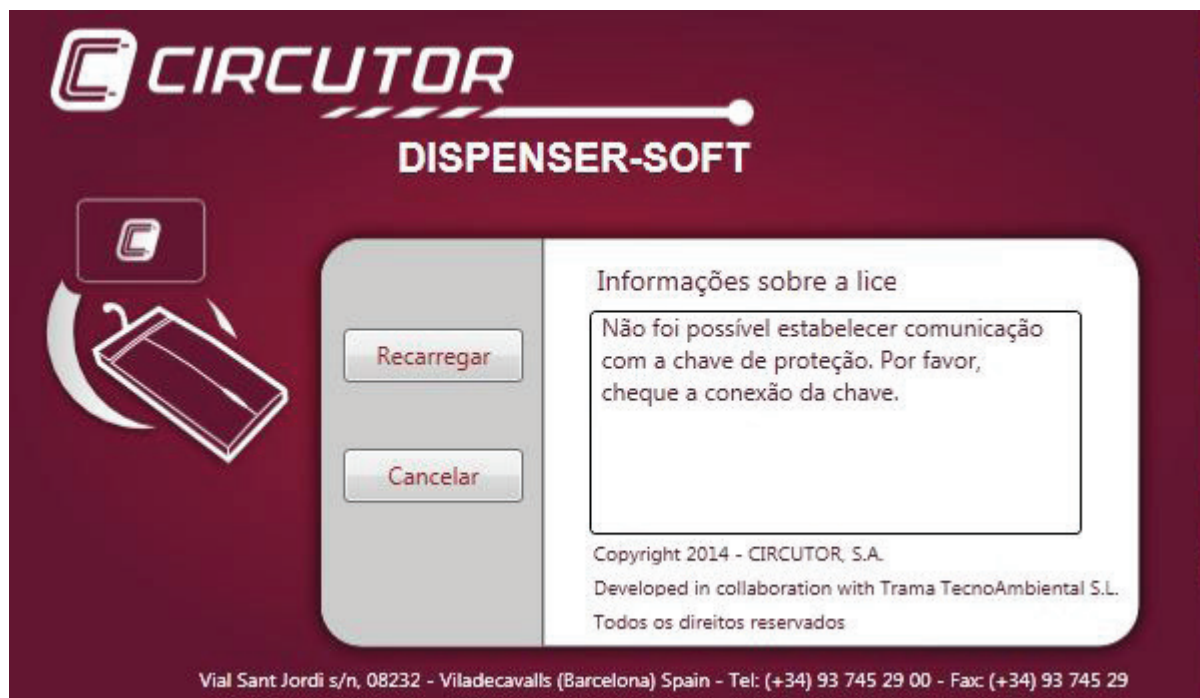 CIRCUTOR
DISPENSER-SOFT
Informações sobre a lice
Recarregar
Cancelar
Não foi possível estabelecer comunicação
com a chave de proteção. Por favor,
cheque a conexão da chave.
Copyright 2014 - CIRCUTOR, S.A.
Developed in collaboration with Trama TecnoAmbiental S.L.
Todos os direitos reservados
Vial Sant Jordi s/n, 08232 - Viladecavalls (Barcelona) Spain - Tel: (+34) 93 745 29 00 - Fax: (+34) 93 745 29